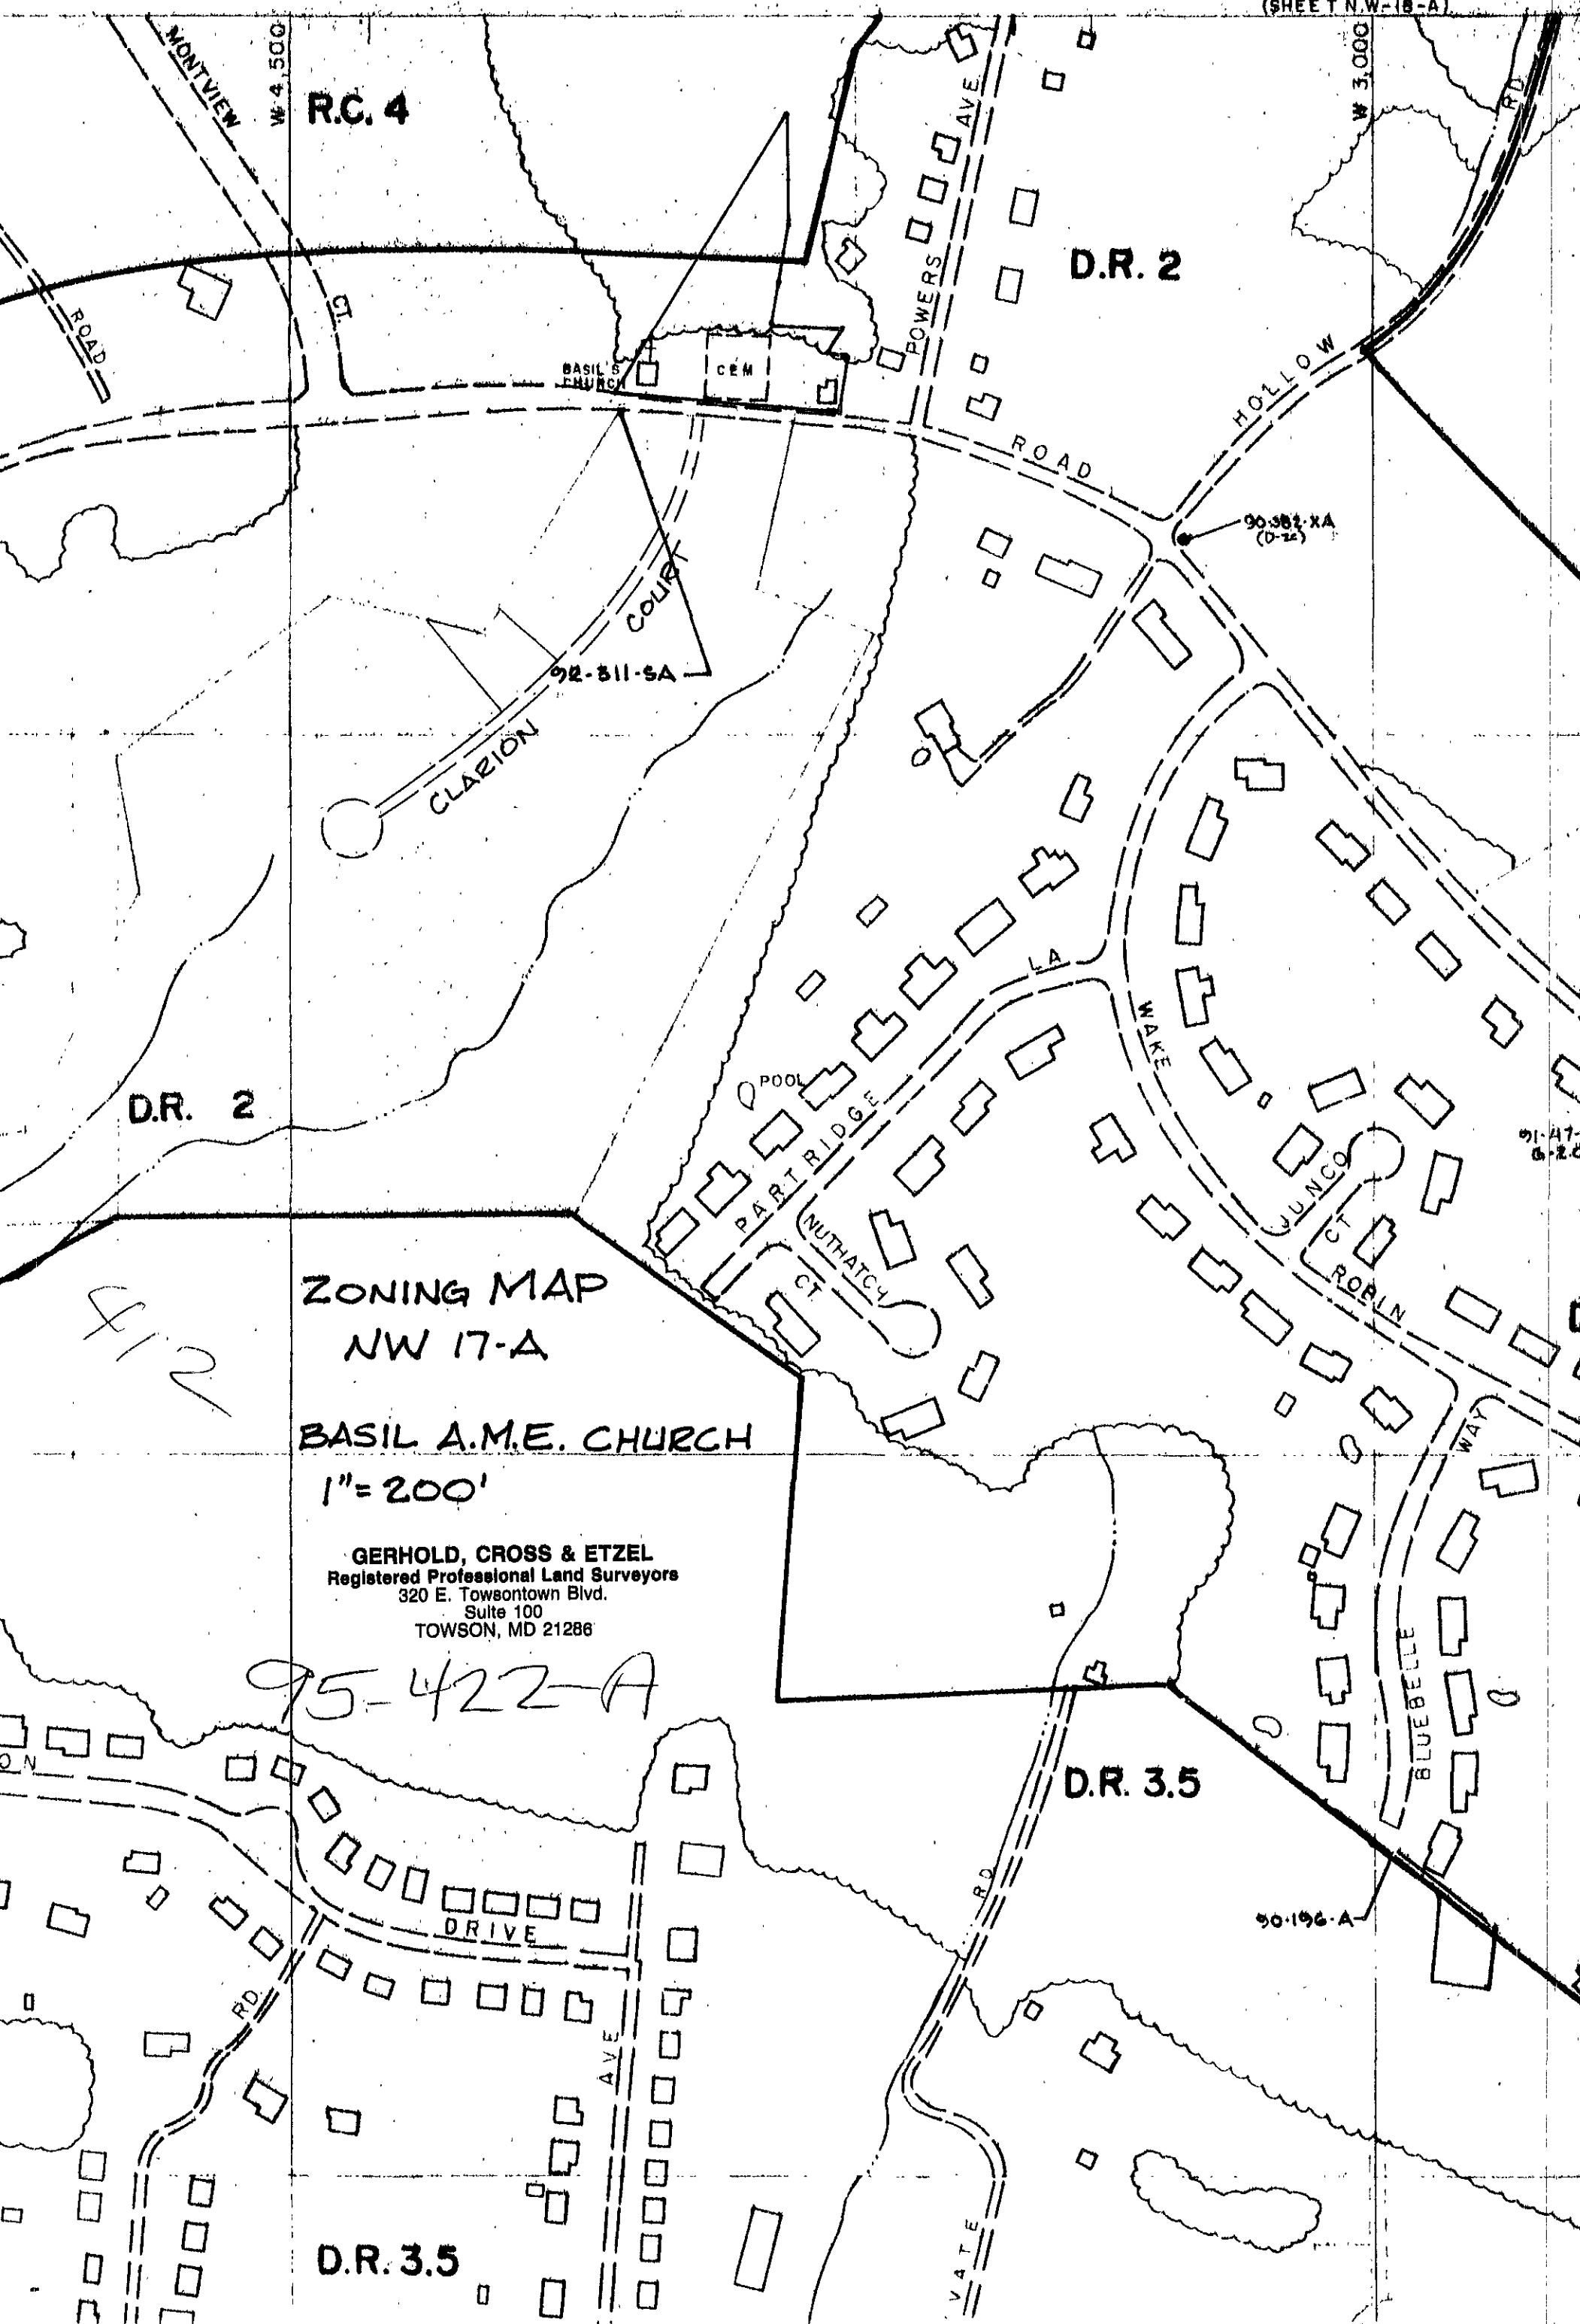 (SHEET N.W-18-A)
MONTVIEW
W 4,500
R.C. 4
AVE
W 3,000
RD
D.R. 2
POWERS
CT.
ROAD
BASIL'S
CHURCH
CEM
HOLLOW
ROAD
90-382-XA
COURT
92-311-SA
CLARION
LA
WAKE
POOL
D.R. 2
PARTRIDGE
JUNCO
CT
NUTHATCH
CT.
ROBIN
ZONING MAP
NW 17-A
412
BASIL A.M.E. CHURCH
1"=200'
WAY
GERHOLD, CROSS & ETZEL
Registered Professional Land Surveyors
320 E. Towsontown Blvd.
Suite 100
TOWSON, MD 21286
95-422-A
BLUEBELLE
ON
D.R. 3.5
RD
90-196-A
DRIVE
RD
AVE
VATE
D.R. 3.5